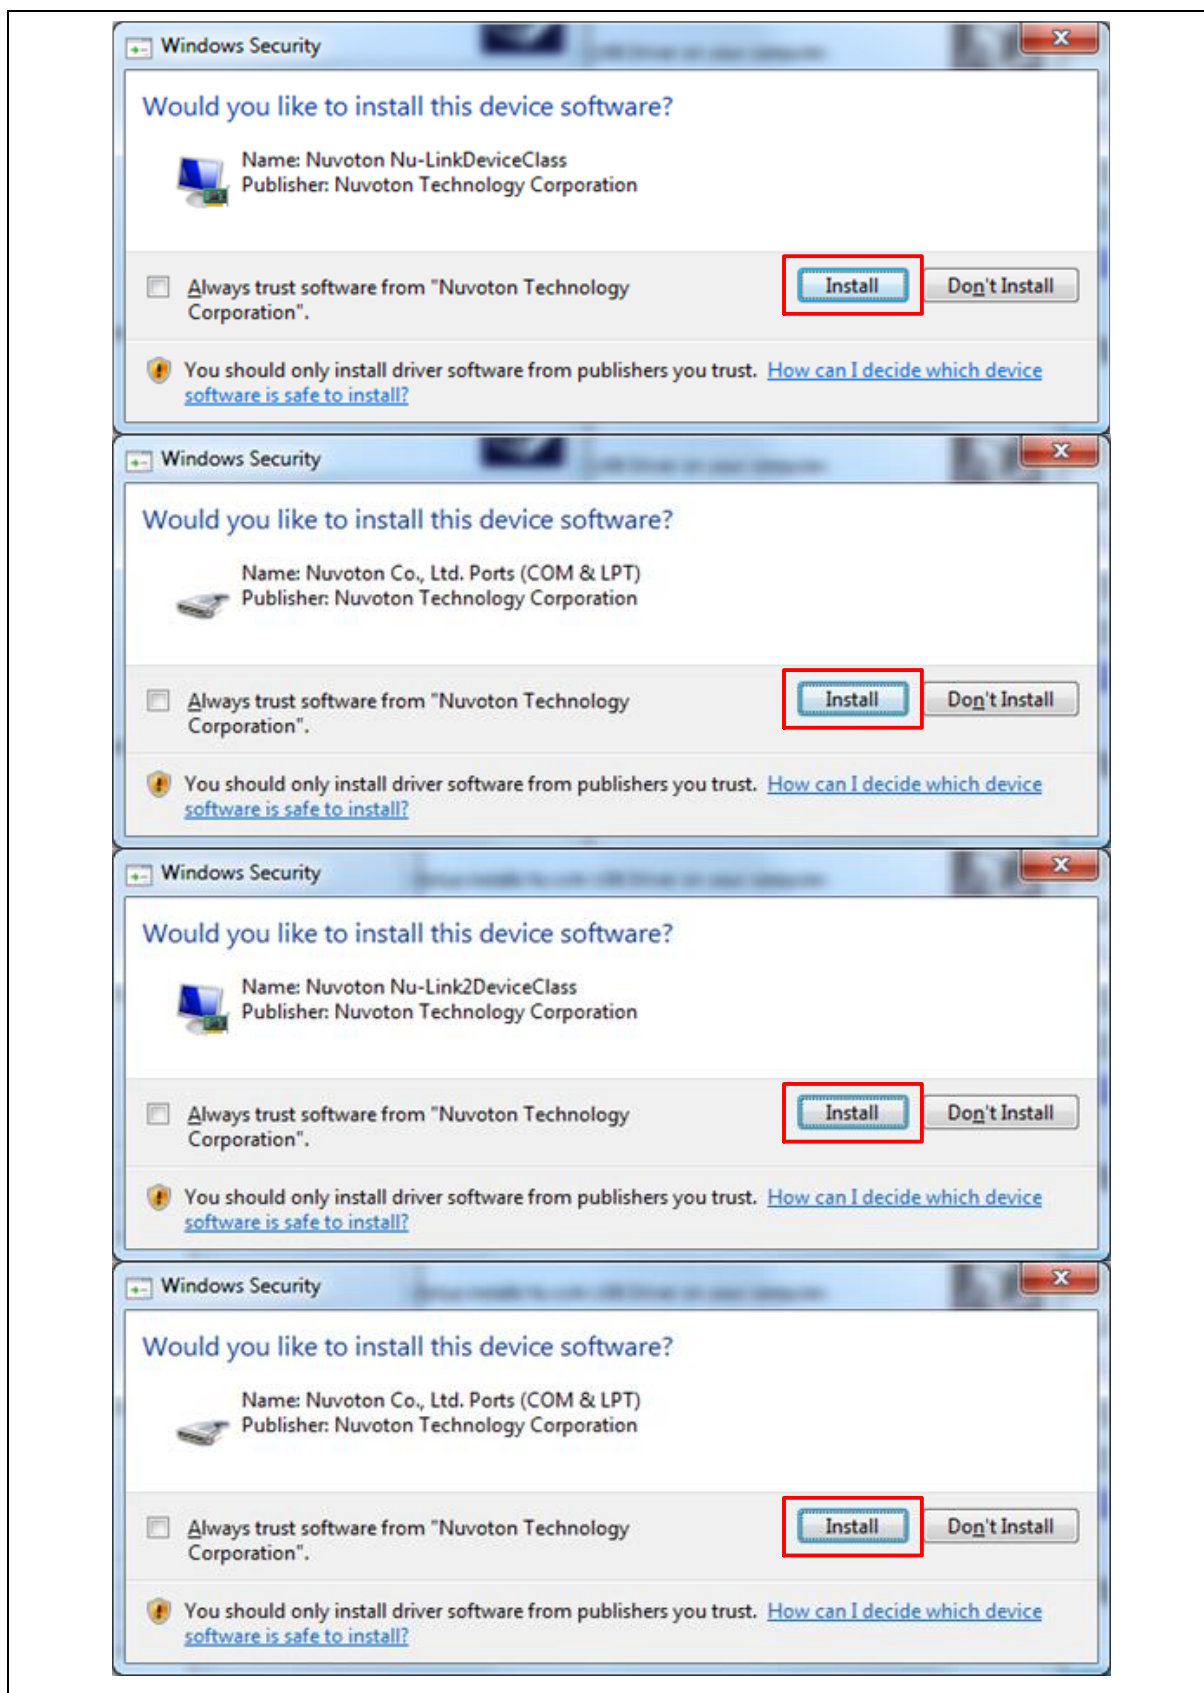 Windows Security
Would you like to install this device software?
Name: Nuvoton Nu-LinkDeviceClass
Publisher: Nuvoton Technology Corporation
Always trust software from "Nuvoton Technology
Corporation".
Install
Don't Install
You should only install driver software from publishers you trust. How can I decide which device
software is safe to install?
Windows Security
Would you like to install this device software?
Name: Nuvoton Co., Ltd. Ports (COM & LPT)
Publisher: Nuvoton Technology Corporation
Always trust software from "Nuvoton Technology
Corporation".
Install
Don't Install
You should only install driver software from publishers you trust. How can I decide which device
software is safe to install?
Windows Security
Would you like to install this device software?
Name: Nuvoton Nu-Link2DeviceClass
Publisher: Nuvoton Technology Corporation
Always trust software from "Nuvoton Technology
Corporation".
Install
Don't Install
You should only install driver software from publishers you trust. How can I decide which device
software is safe to install?
Windows Security
Would you like to install this device software?
Name: Nuvoton Co., Ltd. Ports (COM & LPT)
Publisher: Nuvoton Technology Corporation
Always trust software from "Nuvoton Technology
Corporation".
Install
Don't Install
You should only install driver software from publishers you trust. How can I decide which device
software is safe to install?